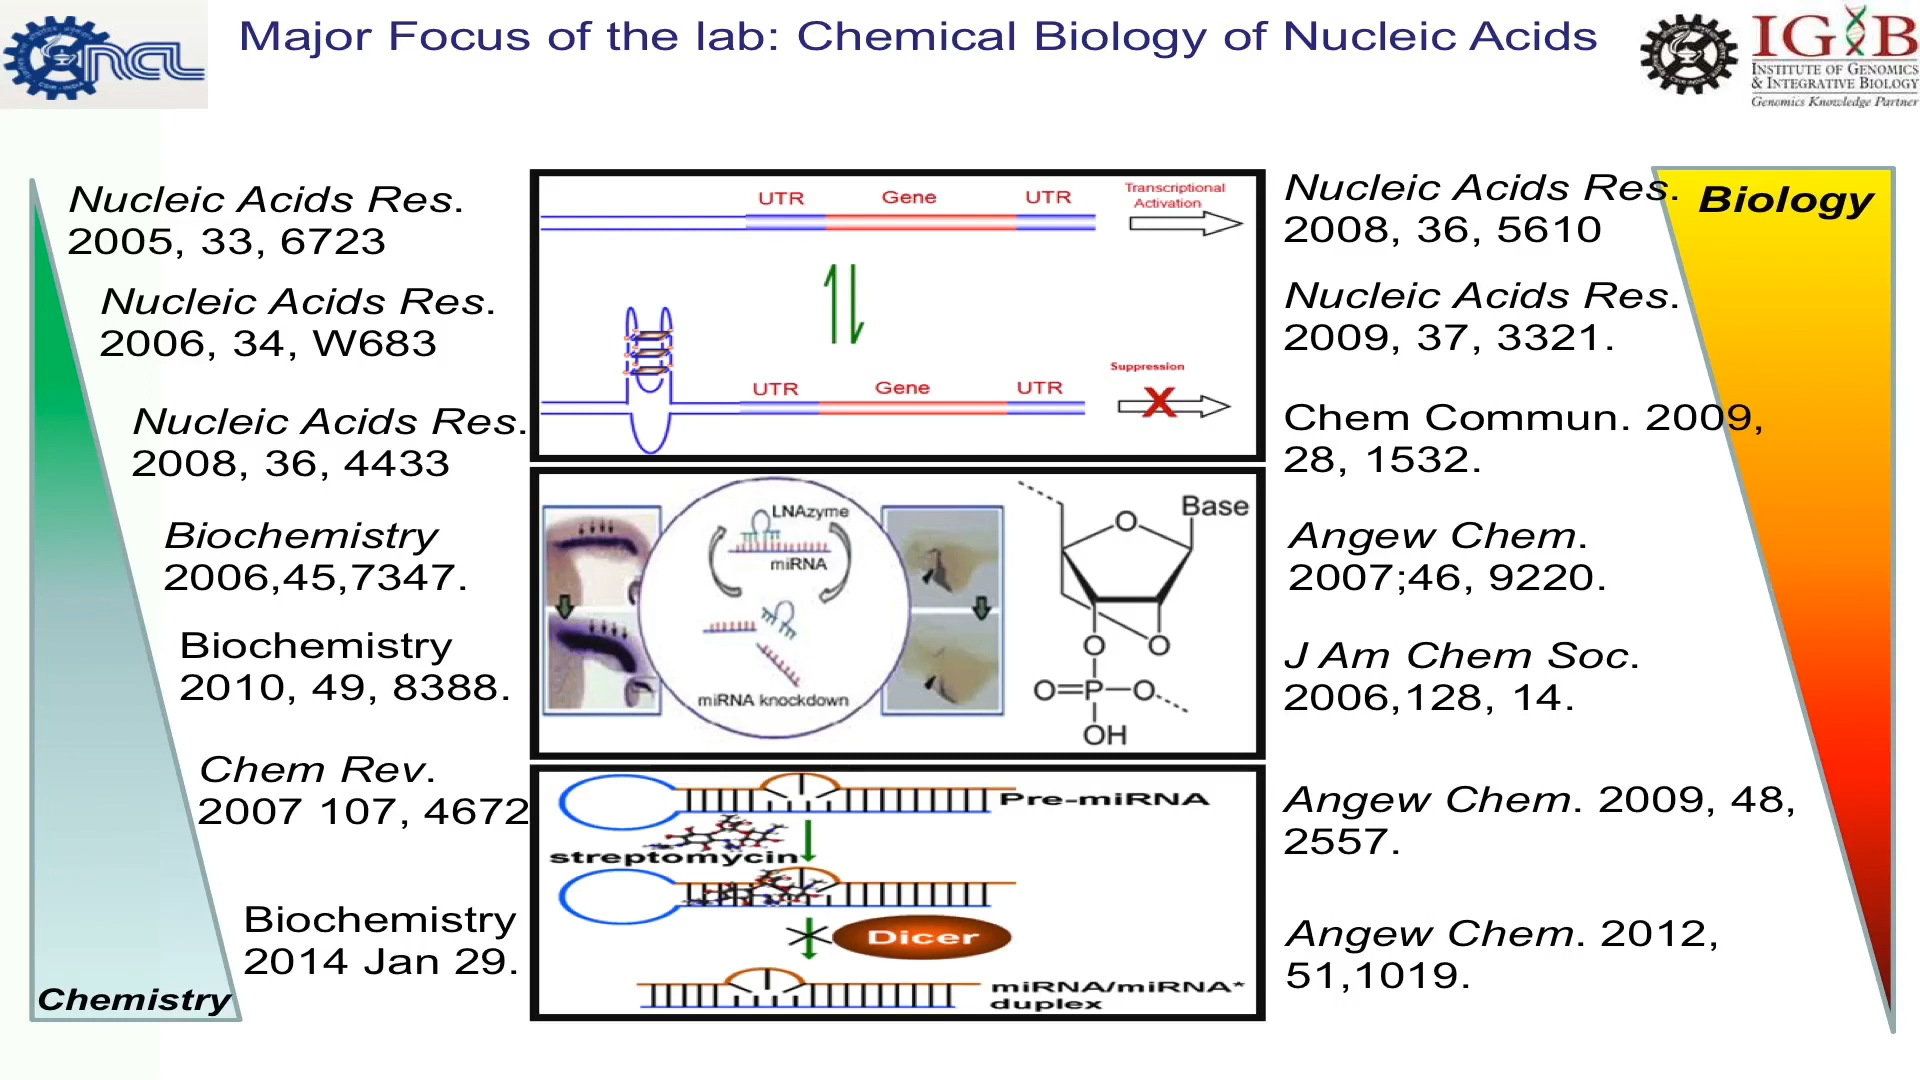 Major Focus of the lab: Chemical Biology of Nucleic Acids
ncl
CSIR - INDIA
IGIB
INSTITUTE OF GENOMICS
& INTEGRATIVE BIOLOGY
Genomics Knowledge Partner
Nucleic Acids Res.
2005, 33, 6723
Nucleic Acids Res.
2006, 34, W683
Nucleic Acids Res.
2008, 36, 4433
Biochemistry
2006,45,7347.
Biochemistry
2010, 49, 8388.
Chem Rev.
2007 107, 4672
Biochemistry
2014 Jan 29.
Chemistry
UTR Gene UTR
Transcriptional
Activation
UTR Gene UTR
Suppression
X
LNAzyme
miRNA
miRNA knockdown
Base
O
O O
O=P-O
OH
Pre-miRNA
streptomycin
Dicer
miRNA/miRNA*
duplex
Nucleic Acids Res.
2008, 36, 5610
Nucleic Acids Res.
2009, 37, 3321.
Chem Commun. 2009,
28, 1532.
Angew Chem.
2007;46, 9220.
J Am Chem Soc.
2006,128, 14.
Angew Chem. 2009, 48,
2557.
Angew Chem. 2012,
51,1019.
Biology